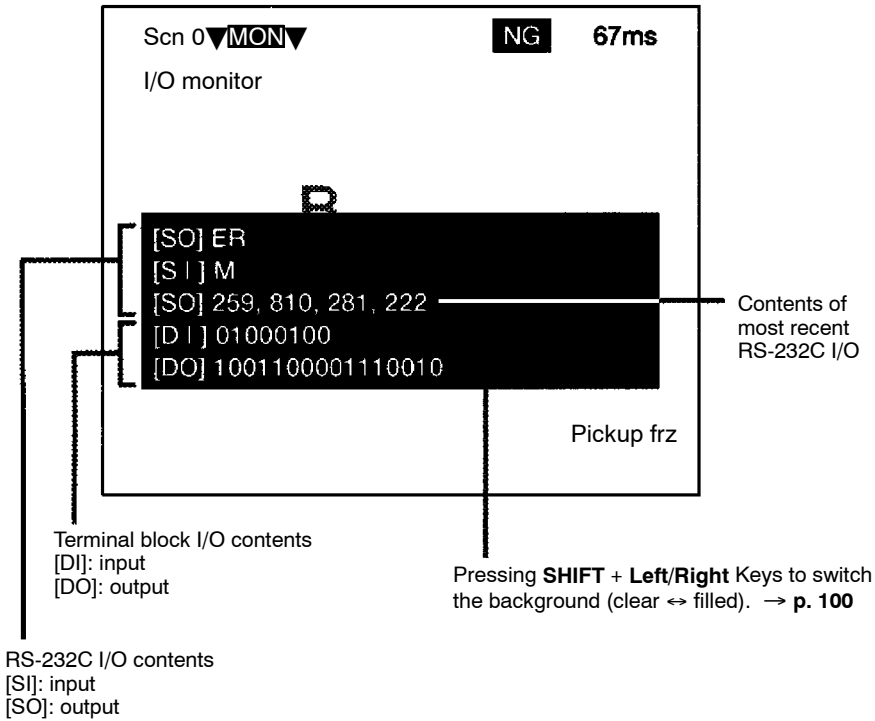 Scn 0▼MON▼ NG 67ms
I/O monitor
R
[SO] ER
[S I ] M
[SO] 259, 810, 281, 222
[D I ] 01000100
[DO] 1001100001110010
Contents of
most recent
RS-232C I/O
Pickup frz
Terminal block I/O contents
[DI]: input
[DO]: output
Pressing SHIFT + Left/Right Keys to switch
the background (clear ↔ filled). → p. 100
RS-232C I/O contents
[SI]: input
[SO]: output